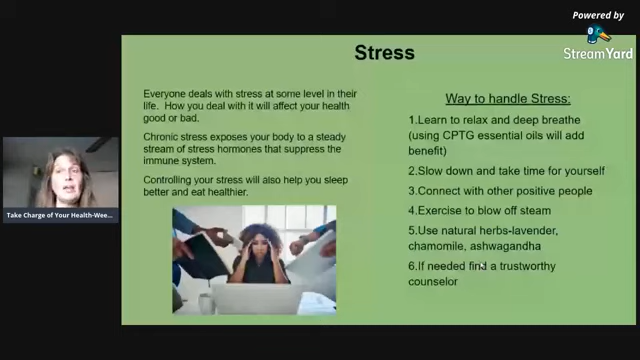 Powered by
StreamYard
Stress
Everyone deals with stress at some level in their
life. How you deal with it will affect your health
good or bad.
Chronic stress exposes your body to a steady
stream of stress hormones that suppress the
immune system.
Controlling your stress will also help you sleep
better and eat healthier.
Way to handle Stress:
1.Learn to relax and deep breathe
(using CPTG essential oils will add
benefit)
2.Slow down and take time for yourself
3.Connect with other positive people
4.Exercise to blow off steam
5.Use natural herbs-lavender,
chamomile, ashwagandha
6.If needed find a trustworthy
counselor
Take Charge of Your Health-Wee...